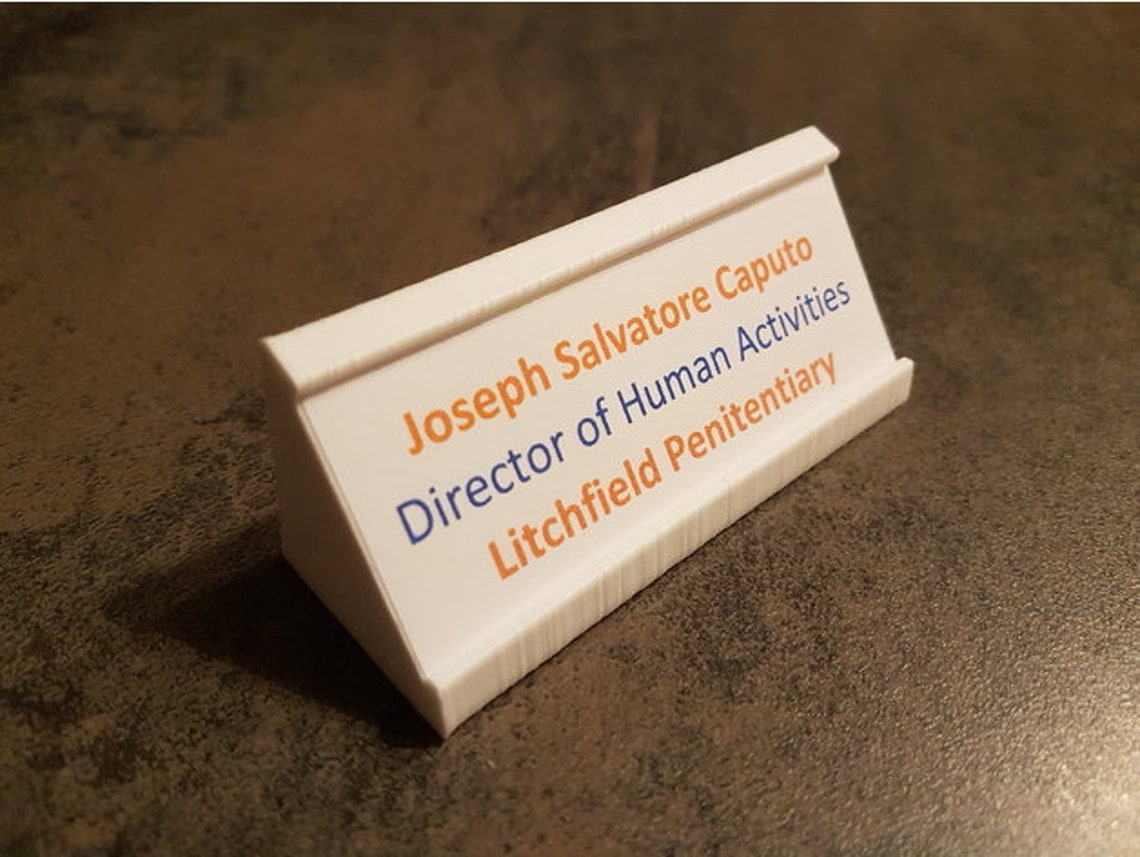 Joseph Salvatore Caputo
Director of Human Activities
Litchfield Penitentiary